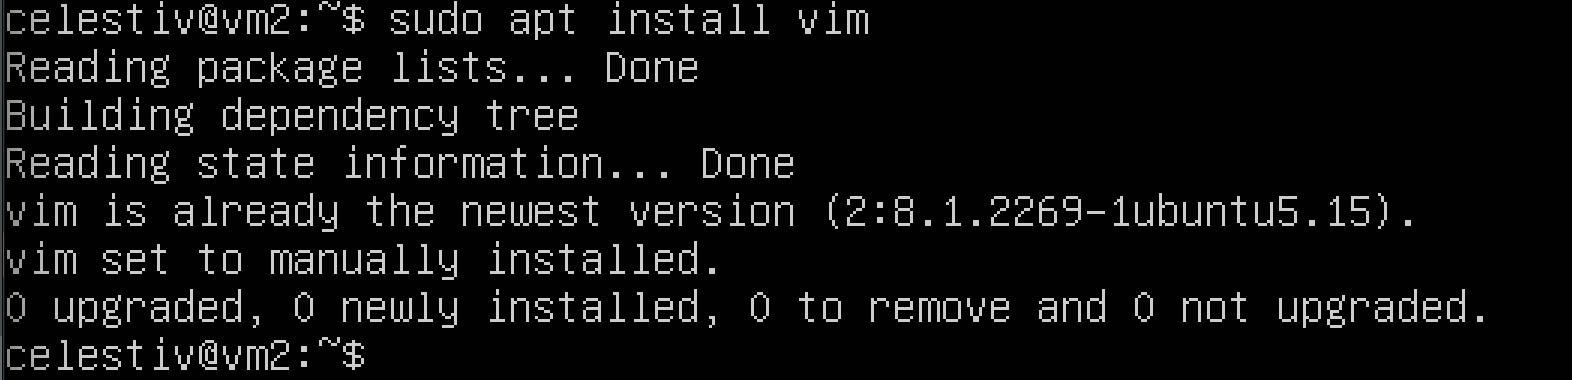 celestiv@vm2:~$ sudo apt install vim
Reading package lists... Done
Building dependency tree
Reading state information... Done
vim is already the newest version (2:8.1.2269-1ubuntu5.15).
vim set to manually installed.
0 upgraded, 0 newly installed, 0 to remove and 0 not upgraded.
celestiv@vm2:~$